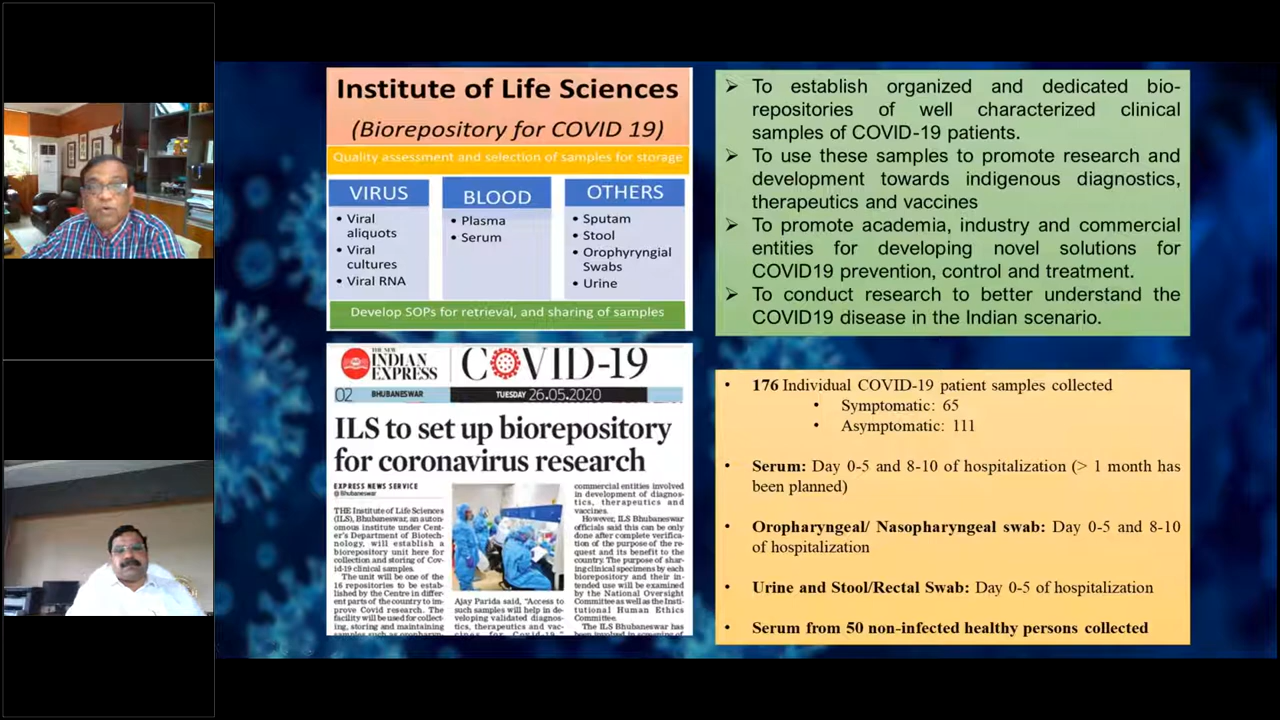 Institute of Life Sciences
(Biorepository for COVID 19)
Quality assessment and selection of samples for storage
VIRUS
• Viral
aliquots
• Viral
cultures
• Viral RNA
BLOOD
• Plasma
• Serum
OTHERS
• Sputam
• Stool
• Orophyryngial
Swabs
• Urine
Develop SOPs for retrieval, and sharing of samples
THE NEW
INDIAN
EXPRESS
COVID-19
02 BHUBANESWAR TUESDAY 26.05.2020
ILS to set up biorepository
for coronavirus research
EXPRESS NEWS SERVICE
@ Bhubaneswar
THE Institute of Life Sciences
(ILS), Bhubaneswar, an auton-
omous institute under Cent-
er's Department of Biotech-
nology, will establish a
biorepository unit here for
collection and storing of Cov-
id-19 clinical samples.
The unit will be one of the
16 repositories to be estab-
lished by the Centre in differ-
ent parts of the country to im-
prove Covid research. The
facility will be used for collect-
ing, storing and maintaining
samples such as
Ajay Parida said, "Access to
such samples will help in de-
veloping validated diagnos-
tics, therapeutics and vac-
cines for Covid-19."
commercial entities involved
in development of diagnos-
tics, therapeutics and
vaccines.
However, ILS Bhubaneswar
officials said this can be only
done after complete verifica-
tion of the purpose of the re-
quest and its benefit to the
country. The purpose of shar-
ing clinical specimens by each
biorepository and their in-
tended use will be examined
by the National Oversight
Committee as well as the Insti-
tutional Human Ethics
Committee.
The ILS Bhubaneswar has
been involved in screening of
➢ To establish organized and dedicated bio-
repositories of well characterized clinical
samples of COVID-19 patients.
➢ To use these samples to promote research and
development towards indigenous diagnostics,
therapeutics and vaccines
➢ To promote academia, industry and commercial
entities for developing novel solutions for
COVID19 prevention, control and treatment.
➢ To conduct research to better understand the
COVID19 disease in the Indian scenario.
• 176 Individual COVID-19 patient samples collected
• Symptomatic: 65
• Asymptomatic: 111
• Serum: Day 0-5 and 8-10 of hospitalization (> 1 month has
been planned)
• Oropharyngeal/ Nasopharyngeal swab: Day 0-5 and 8-10
of hospitalization
• Urine and Stool/Rectal Swab: Day 0-5 of hospitalization
• Serum from 50 non-infected healthy persons collected